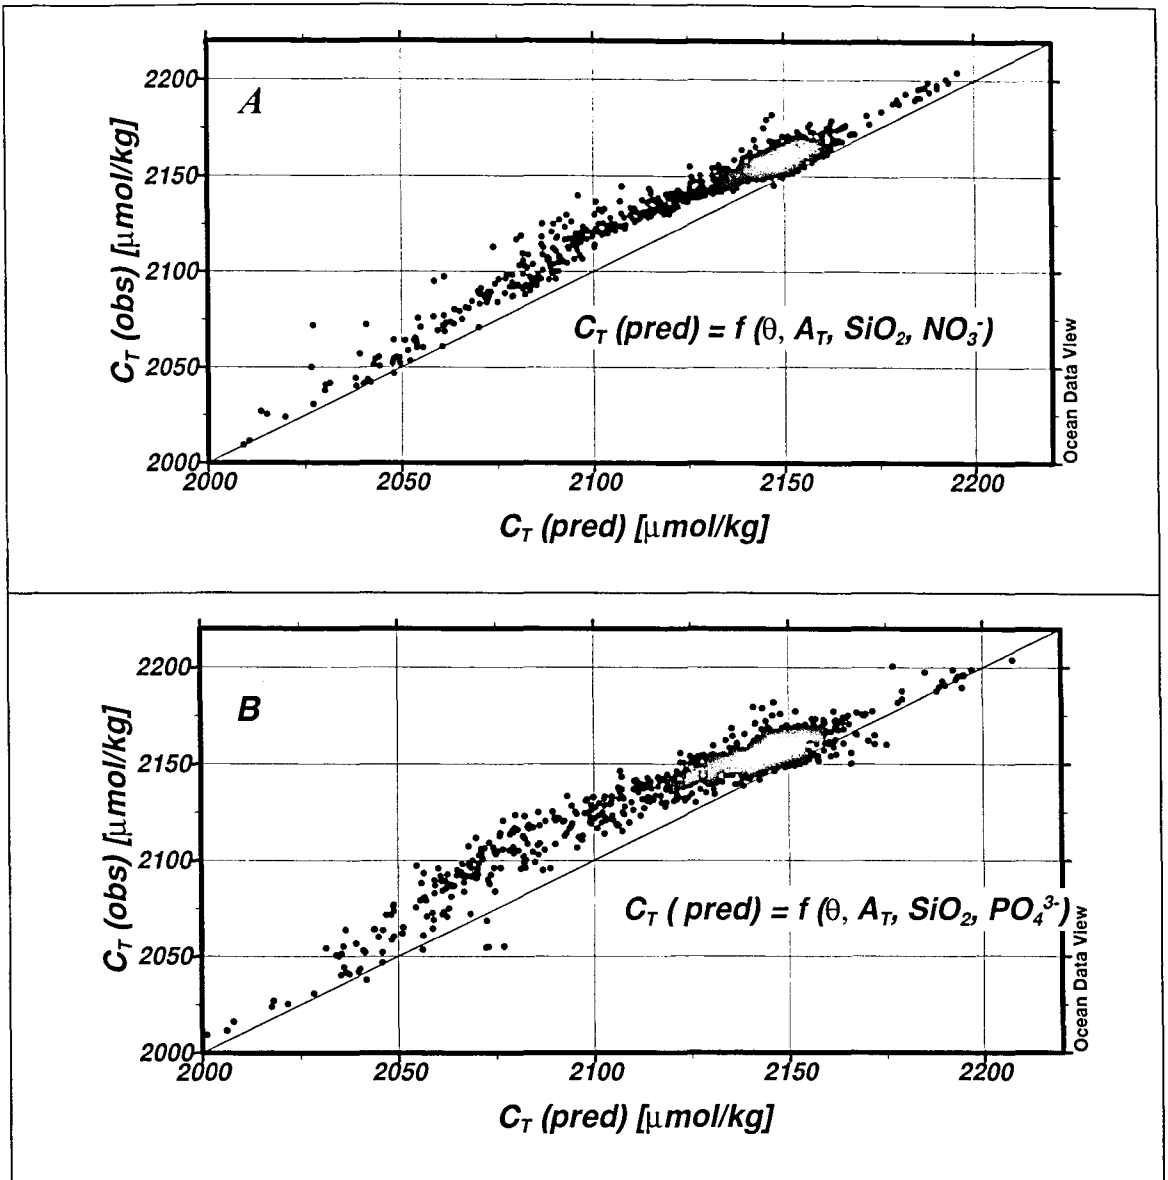 A
2200
2150
2100
2050
2000
C_T (obs) [μmol/kg]
C_T (pred) = f (θ, A_T, SiO₂, NO₃⁻)
Ocean Data View
2000 2050 2100 2150 2200
C_T (pred) [μmol/kg]
B
2200
2150
2100
2050
2000
C_T (obs) [μmol/kg]
C_T ( pred) = f (θ, A_T, SiO₂, PO₄³⁻)
Ocean Data View
2000 2050 2100 2150 2200
C_T (pred) [μmol/kg]